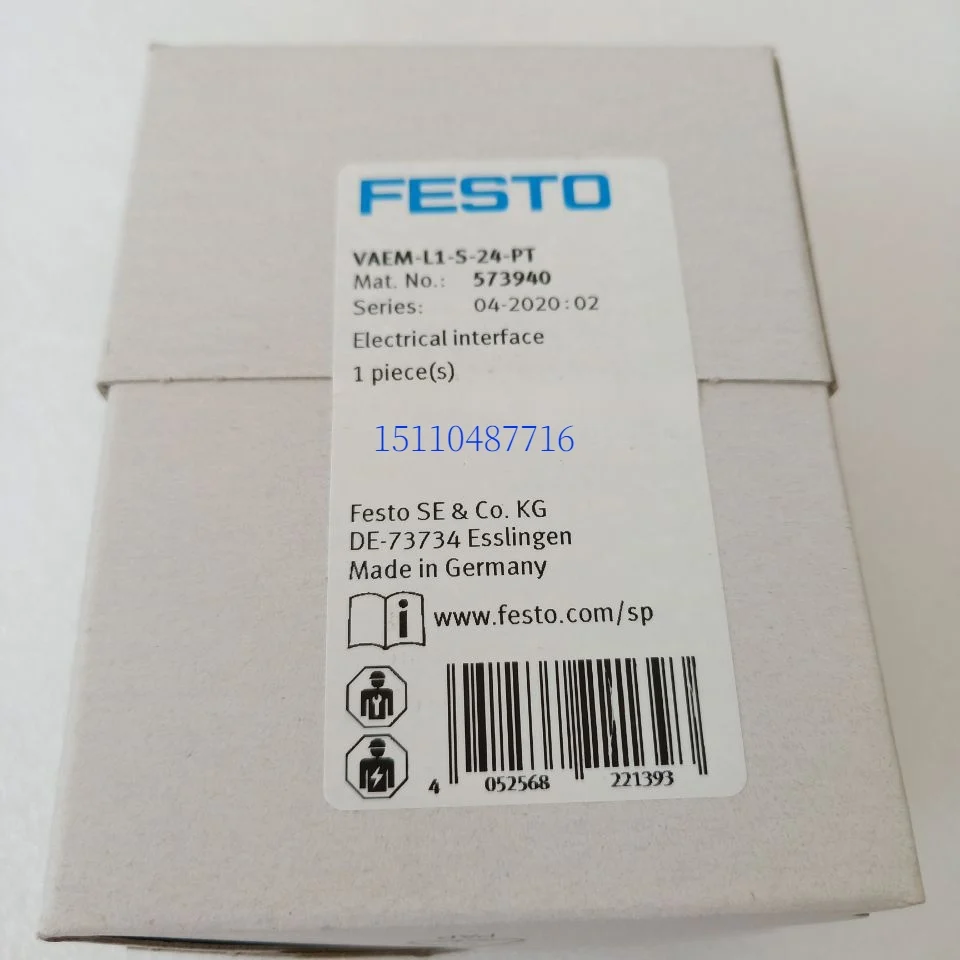 FESTO
VAEM-L1-S-24-PT
Mat. No.: 573940
Series: 04-2020:02
Electrical interface
1 piece(s)
15110487716
Festo SE & Co. KG
DE-73734 Esslingen
Made in Germany
www.festo.com/sp
4 052568 221393